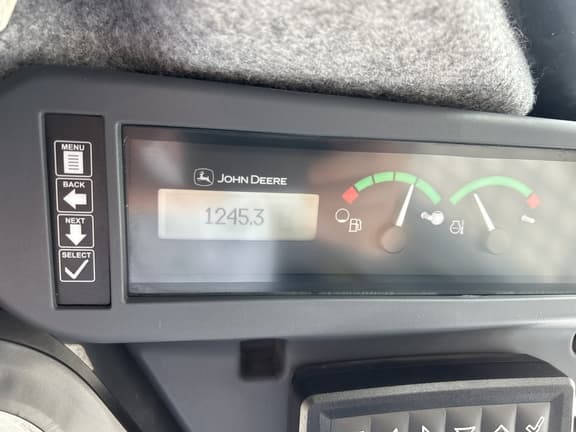 MENU
BACK
NEXT
SELECT
JOHN DEERE
1245.3